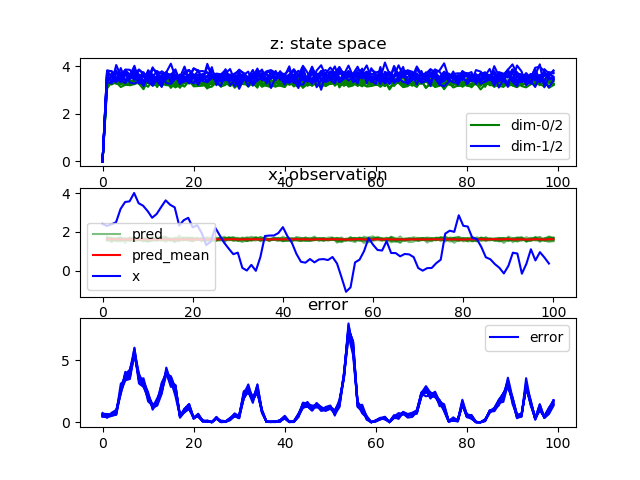 z: state space
4
2
0
dim-0/2
dim-1/2
0 20 40 60 80 100
x: observation
4
2
0
pred
pred_mean
x
0 20 40 60 80 100
error
5
0
error
0 20 40 60 80 100